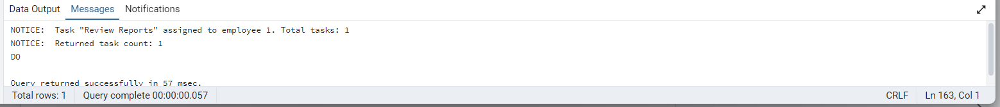 Data Output Messages Notifications
NOTICE:  Task "Review Reports" assigned to employee 1. Total tasks: 1
NOTICE:  Returned task count: 1
DO
Query returned successfully in 57 msec.
Total rows: 1 Query complete 00:00:00.057 CRLF Ln 163, Col 1